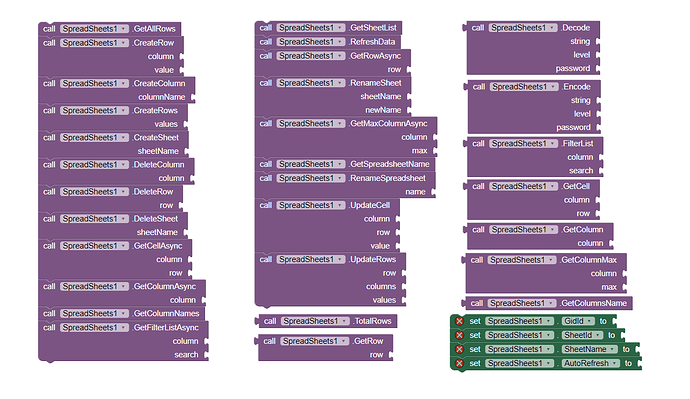 call SpreadSheets1 .GetAllRows
call SpreadSheets1 .CreateRow
column
value
call SpreadSheets1 .CreateColumn
columnName
call SpreadSheets1 .CreateRows
values
call SpreadSheets1 .CreateSheet
sheetName
call SpreadSheets1 .DeleteColumn
column
call SpreadSheets1 .DeleteRow
row
call SpreadSheets1 .DeleteSheet
sheetName
call SpreadSheets1 .GetCellAsync
column
row
call SpreadSheets1 .GetColumnAsync
column
call SpreadSheets1 .GetColumnNames
call SpreadSheets1 .GetFilterListAsync
column
search
call SpreadSheets1 .GetSheetList
call SpreadSheets1 .RefreshData
call SpreadSheets1 .GetRowAsync
row
call SpreadSheets1 .RenameSheet
sheetName
newName
call SpreadSheets1 .GetMaxColumnAsync
column
max
call SpreadSheets1 .GetSpreadsheetName
call SpreadSheets1 .RenameSpreadsheet
name
call SpreadSheets1 .UpdateCell
column
row
value
call SpreadSheets1 .UpdateRows
row
columns
values
call SpreadSheets1 .TotalRows
call SpreadSheets1 .GetRow
row
call SpreadSheets1 .Decode
string
level
password
call SpreadSheets1 .Encode
string
level
password
call SpreadSheets1 .FilterList
column
search
call SpreadSheets1 .GetCell
column
row
call SpreadSheets1 .GetColumn
column
call SpreadSheets1 .GetColumnMax
column
max
call SpreadSheets1 .GetColumnsName
set SpreadSheets1 . GidId to
set SpreadSheets1 . SheetId to
set SpreadSheets1 . SheetName to
set SpreadSheets1 . AutoRefresh to